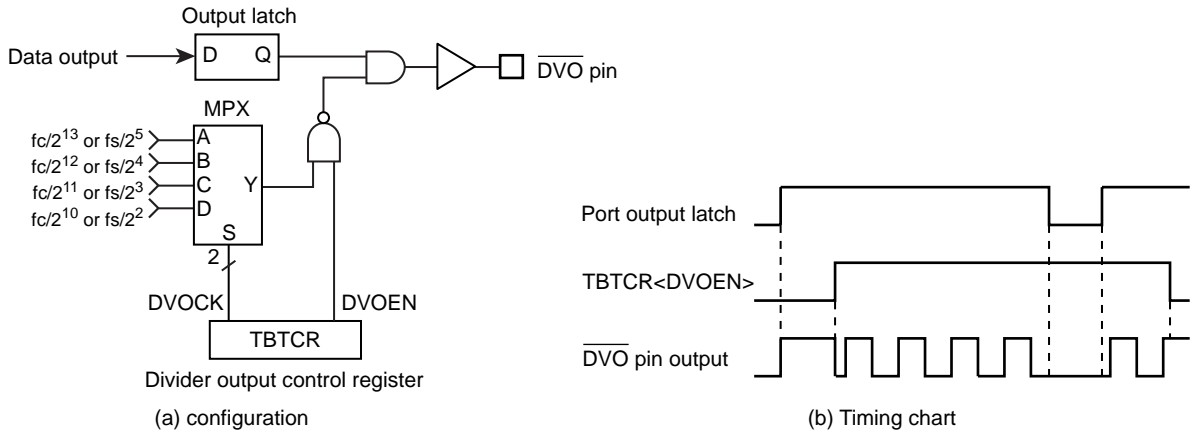 Output latch
Data output
D Q
DVO pin
MPX
fc/2^13 or fs/2^5
A
fc/2^12 or fs/2^4
B
fc/2^11 or fs/2^3
C
Y
fc/2^10 or fs/2^2
D
S
2
DVOCK
DVOEN
TBTCR
Divider output control register
(a) configuration
Port output latch
TBTCR<DVOEN>
DVO pin output
(b) Timing chart